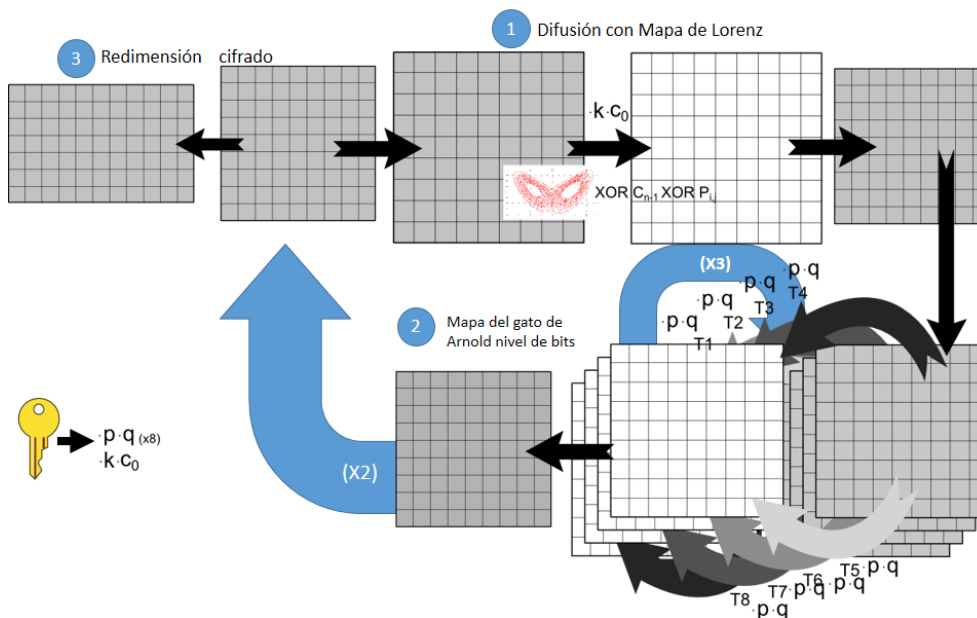 1 Difusión con Mapa de Lorenz
3 Redimensión cifrado
·k·c0
XOR Cn-1 XOR Pi,j
(X3)
·p·q
T4
·p·q
T3
·p·q
T2
·p·q
T1
2 Mapa del gato de
Arnold nivel de bits
·p·q (x8)
·k·c0
(X2)
T5·p·q
T6·p·q
T7·p·q
T8·p·q